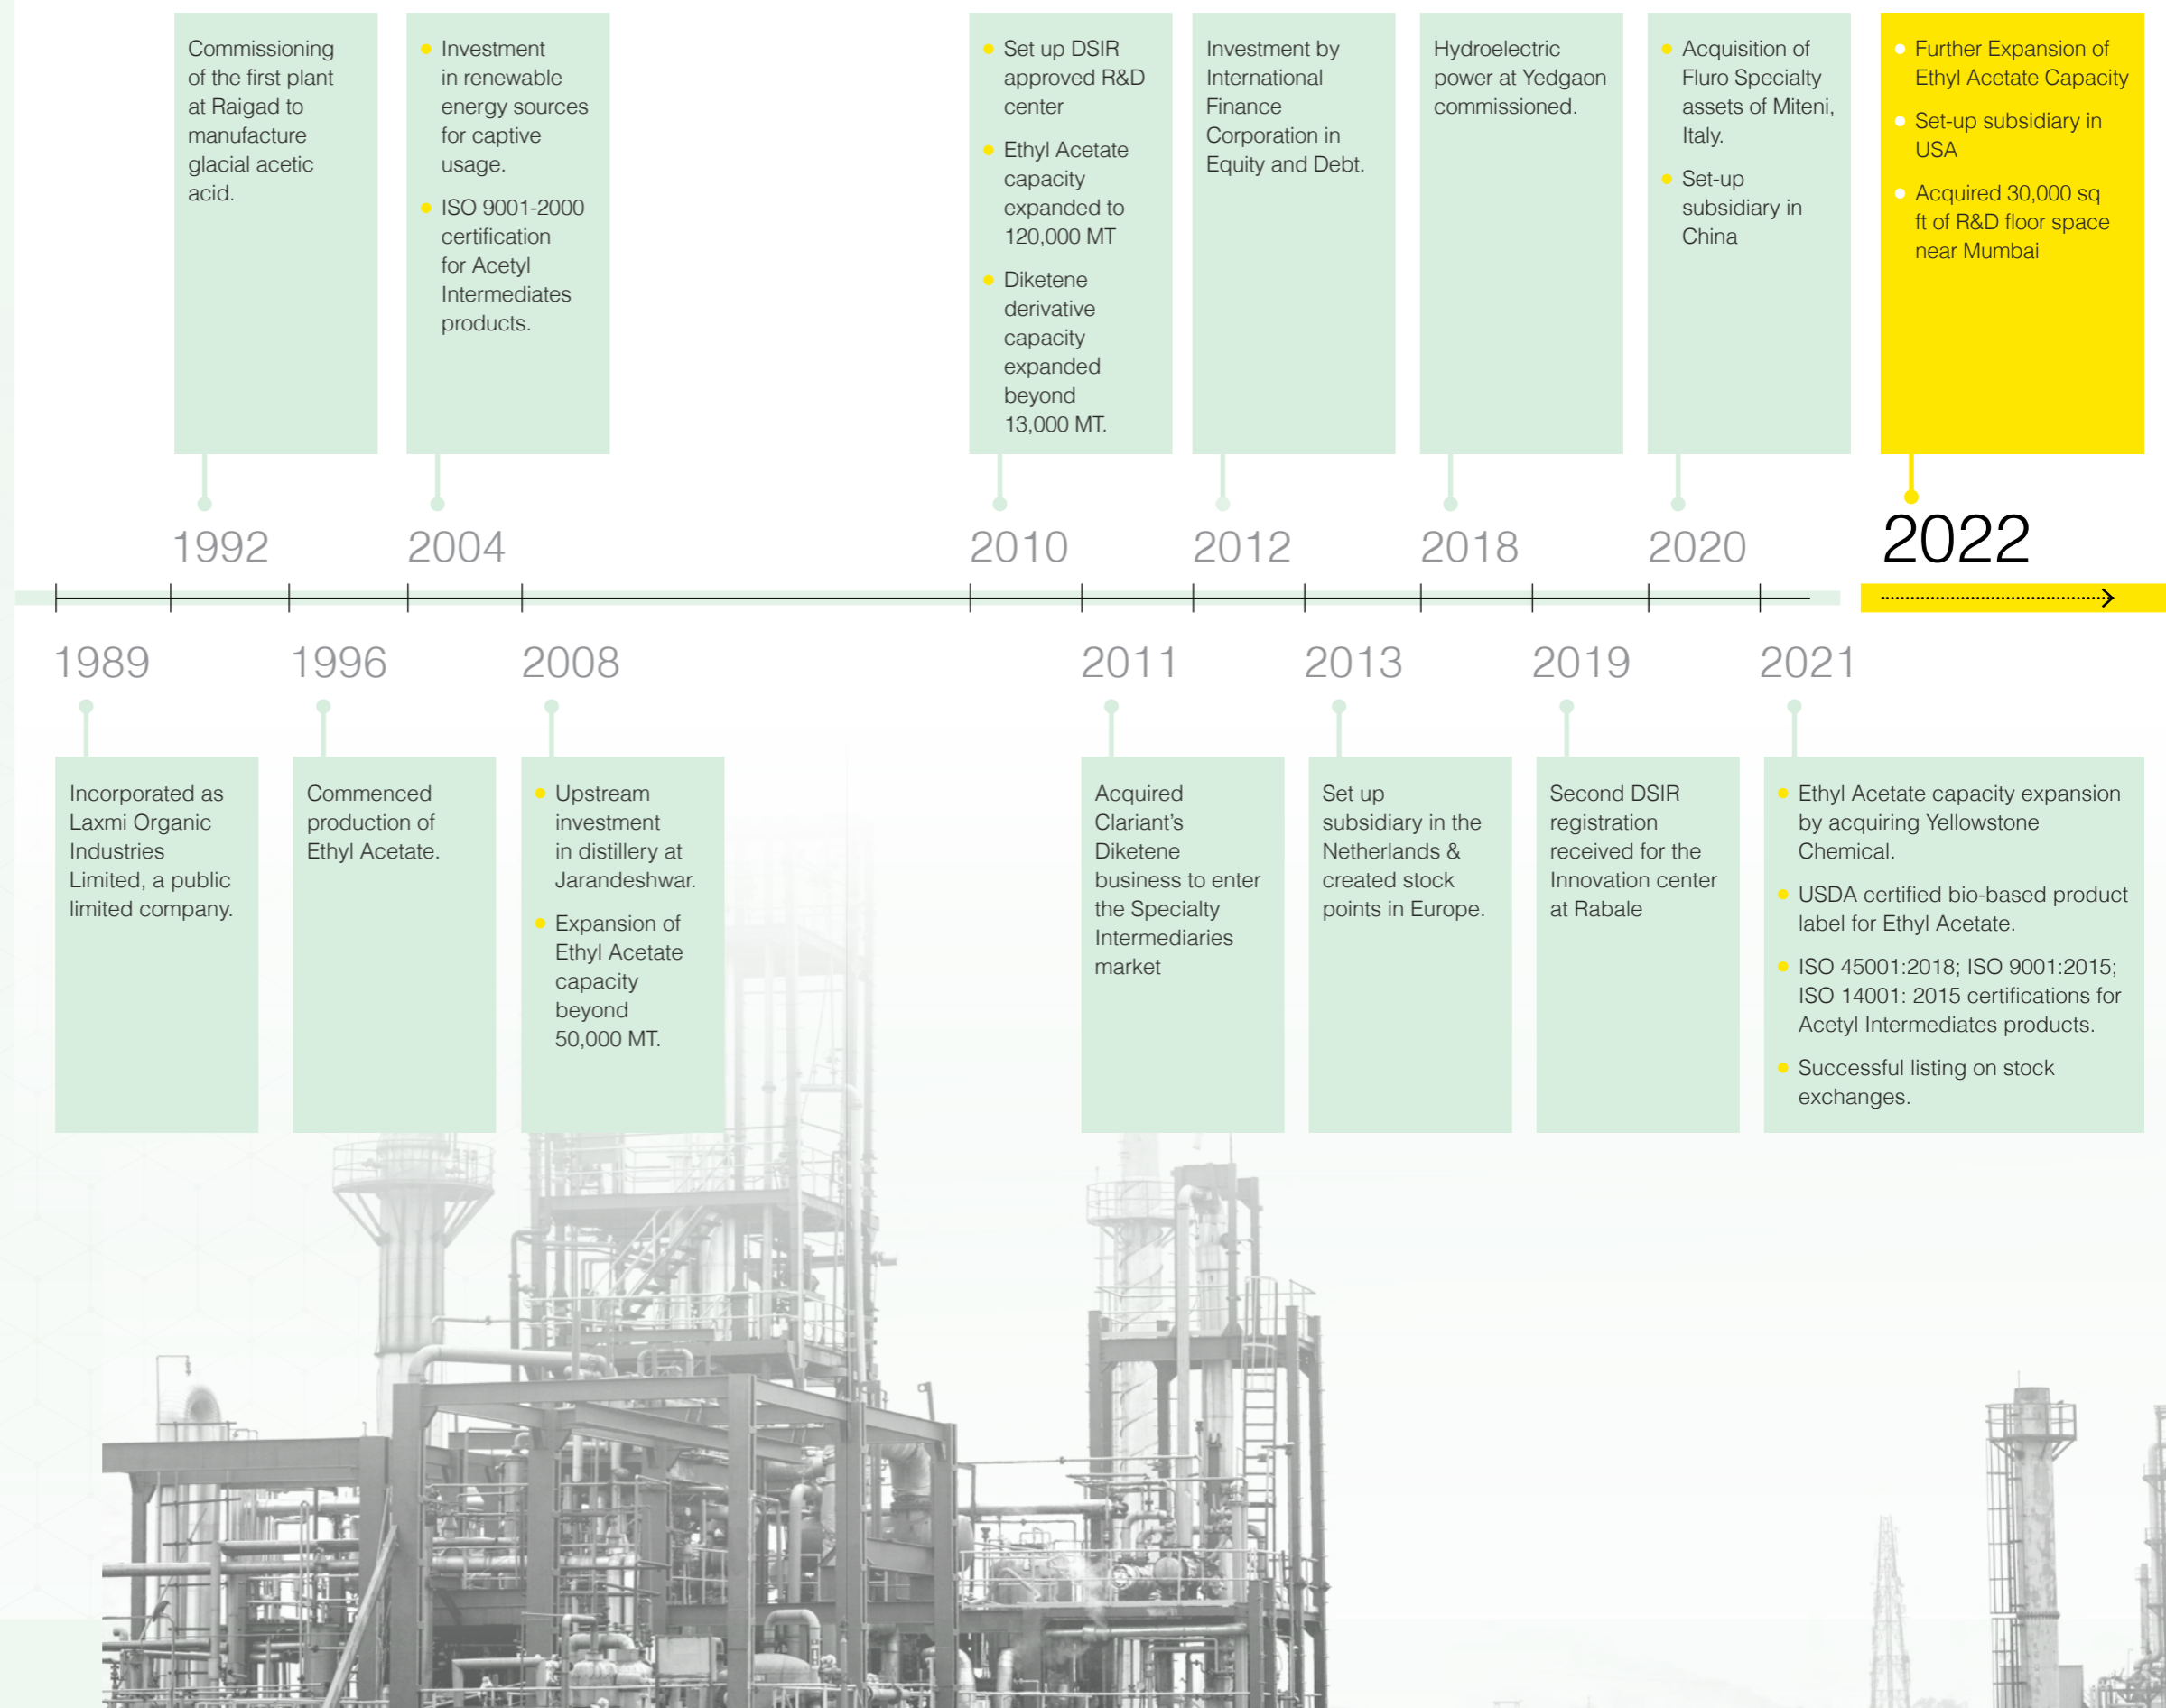 Commissioning
of the first plant
at Raigad to
manufacture
glacial acetic
acid.
Investment
in renewable
energy sources
for captive
usage.
ISO 9001-2000
certification
for Acetyl
Intermediates
products.
Set up DSIR
approved R&D
center
Ethyl Acetate
capacity
expanded to
120,000 MT
Diketene
derivative
capacity
expanded
beyond
13,000 MT.
Investment by
International
Finance
Corporation in
Equity and Debt.
Hydroelectric
power at Yedgaon
commissioned.
Acquisition of
Fluro Specialty
assets of Miteni,
Italy.
Set-up
subsidiary in
China
Further Expansion of
Ethyl Acetate Capacity
Set-up subsidiary in
USA
Acquired 30,000 sq
ft of R&D floor space
near Mumbai
1992
2004
2010
2012
2018
2020
2022
1989
1996
2008
2011
2013
2019
2021
Incorporated as
Laxmi Organic
Industries
Limited, a public
limited company.
Commenced
production of
Ethyl Acetate.
Upstream
investment
in distillery at
Jarandeshwar.
Expansion of
Ethyl Acetate
capacity
beyond
50,000 MT.
Acquired
Clariant’s
Diketene
business to enter
the Specialty
Intermediaries
market
Set up
subsidiary in the
Netherlands &
created stock
points in Europe.
Second DSIR
registration
received for the
Innovation center
at Rabale
Ethyl Acetate capacity expansion
by acquiring Yellowstone
Chemical.
USDA certified bio-based product
label for Ethyl Acetate.
ISO 45001:2018; ISO 9001:2015;
ISO 14001: 2015 certifications for
Acetyl Intermediates products.
Successful listing on stock
exchanges.